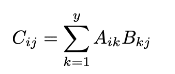 $C_{ij} = \sum_{k=1}^{y} A_{ik} B_{kj}$